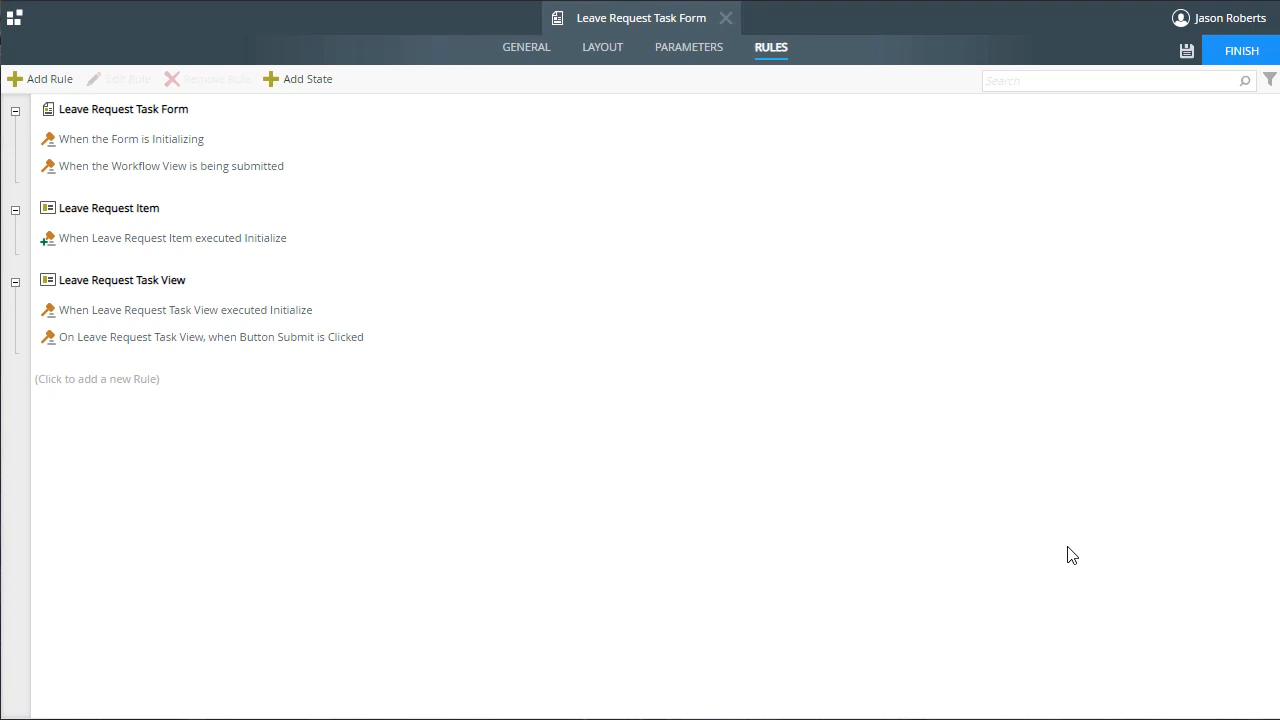 Leave Request Task Form
Jason Roberts
GENERAL
LAYOUT
PARAMETERS
RULES
FINISH
Add Rule
Edit Rule
Remove Rule
Add State
Search
Leave Request Task Form
When the Form is Initializing
When the Workflow View is being submitted
Leave Request Item
When Leave Request Item executed Initialize
Leave Request Task View
When Leave Request Task View executed Initialize
On Leave Request Task View, when Button Submit is Clicked
(Click to add a new Rule)